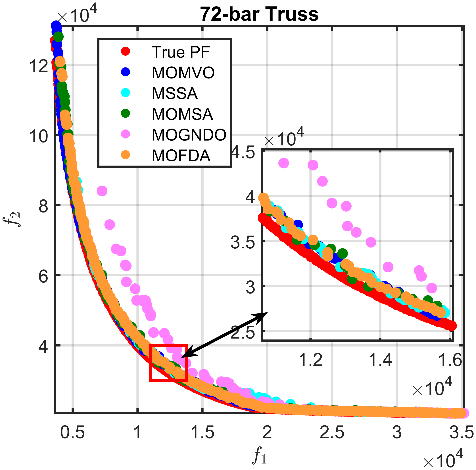 72-bar Truss
×10⁴
True PF
MOMVO
MSSA
MOMSA
MOGNDO
MOFDA
12
10
8
6
4
f₂
×10⁴
4.5
4
3.5
3
2.5
1.2
1.4
1.6
×10⁴
0.5
1
1.5
2
2.5
3
3.5
f₁
×10⁴